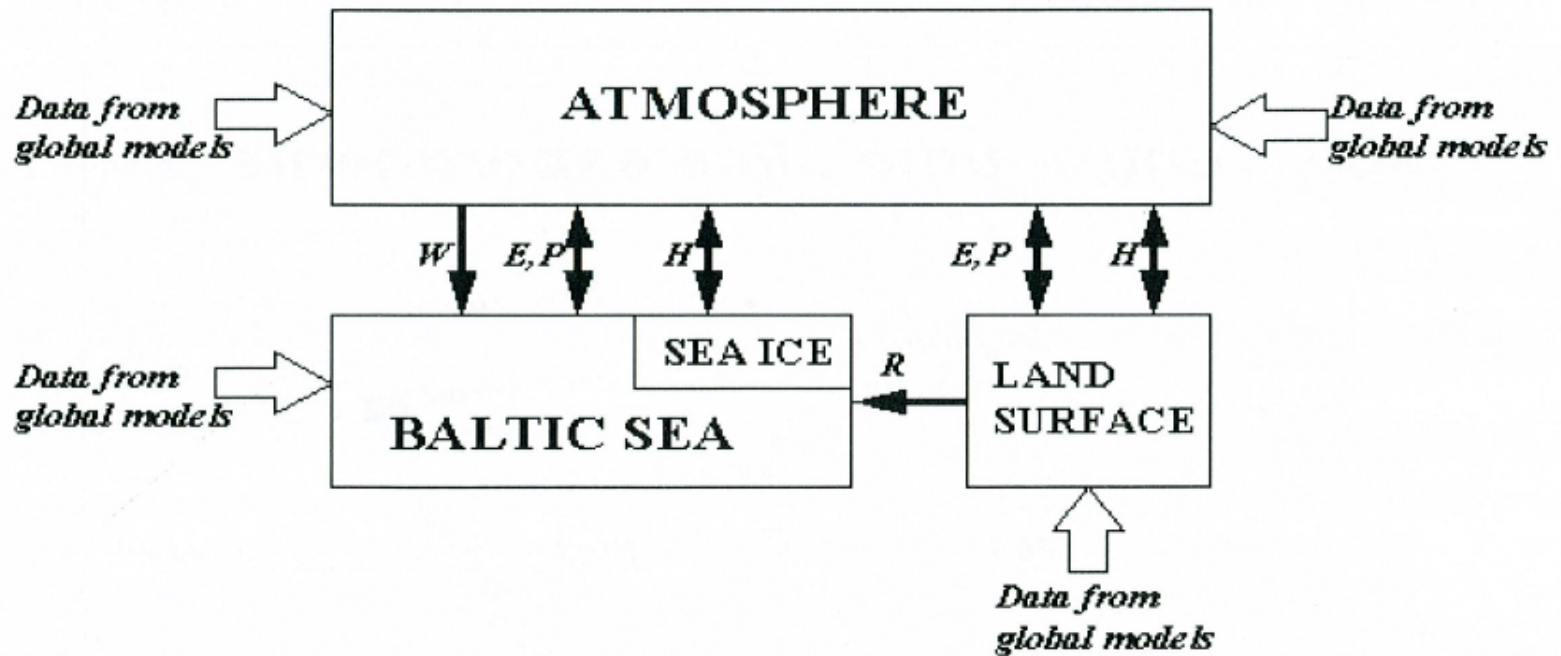 ATMOSPHERE
Data from
global models
Data from
global models
W
E, P
H
E, P
H
SEA ICE
R
LAND
SURFACE
Data from
global models
BALTIC SEA
Data from
global models